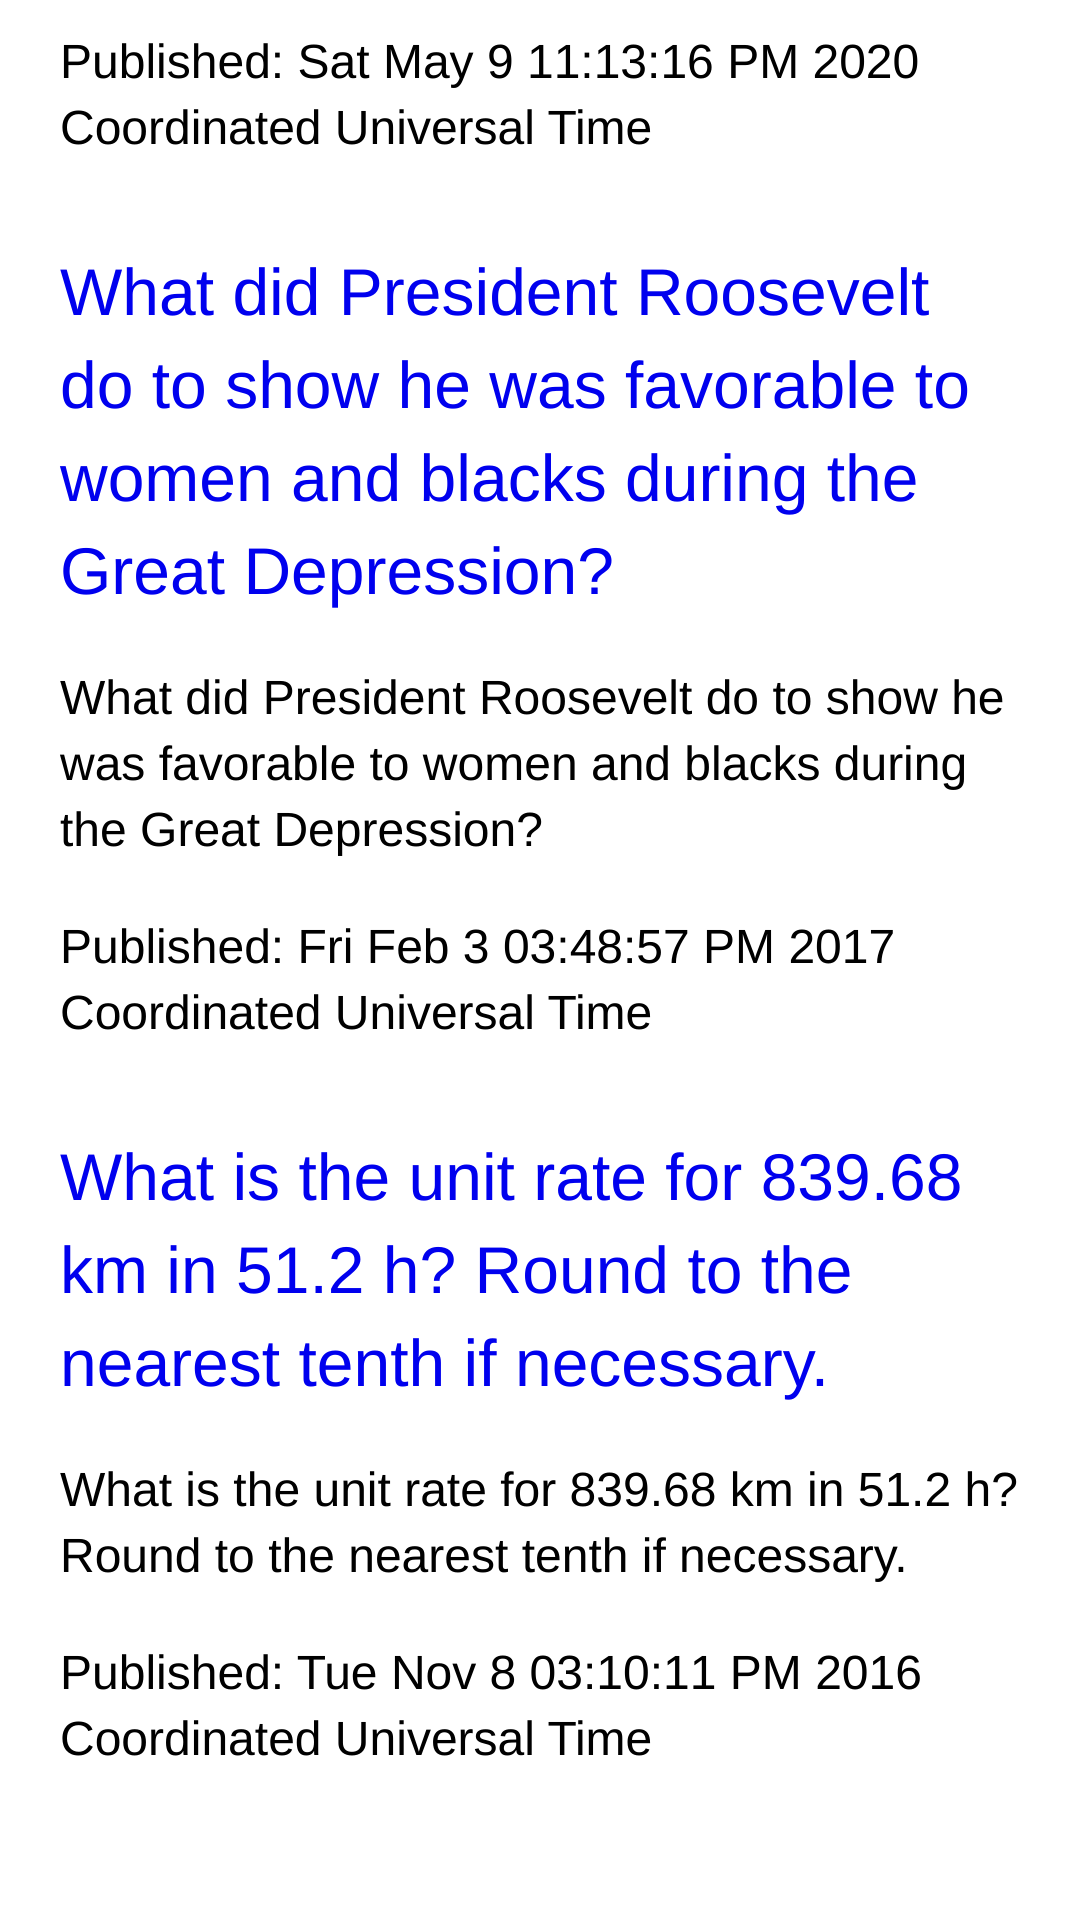 Published: Sat May 9 11:13:16 PM 2020
Coordinated Universal Time
What did President Roosevelt
do to show he was favorable to
women and blacks during the
Great Depression?
What did President Roosevelt do to show he
was favorable to women and blacks during
the Great Depression?
Published: Fri Feb 3 03:48:57 PM 2017
Coordinated Universal Time
What is the unit rate for 839.68
km in 51.2 h? Round to the
nearest tenth if necessary.
What is the unit rate for 839.68 km in 51.2 h?
Round to the nearest tenth if necessary.
Published: Tue Nov 8 03:10:11 PM 2016
Coordinated Universal Time